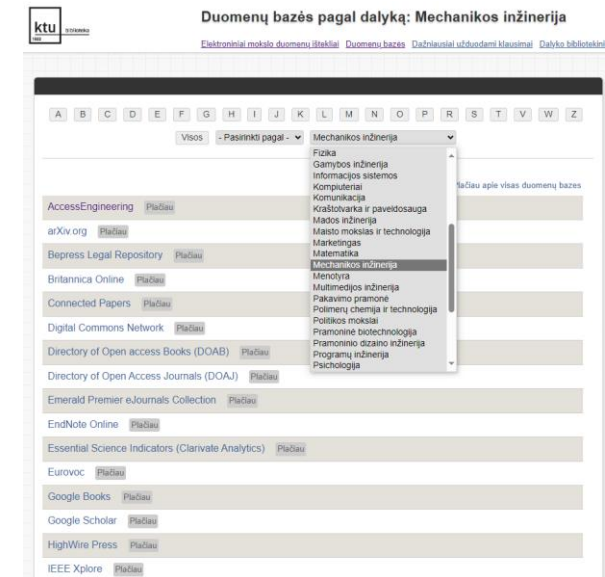 ktu
1922
biblioteka
Duomenų bazės pagal dalyką: Mechanikos inžinerija
Elektroniniai mokslo duomenų ištekliai Duomenų bazės Dažniausiai užduodami klausimai Dalyko bibliotekini
A B C D E F G H I J K L M N O P R S T V W Z
Visos - Pasirinkti pagal - Mechanikos inžinerija
Fizika
Gamybos inžinerija
Informacijos sistemos
Kompiuteriai
Komunikacija
Kraštotvarka ir paveldosauga
Mados inžinerija
Maisto mokslas ir technologija
Marketingas
Matematika
Mechanikos inžinerija
Menotyra
Multimedijos inžinerija
Pakavimo pramonė
Polimerų chemija ir technologija
Politikos mokslai
Pramoninė biotechnologija
Pramoninio dizaino inžinerija
Programų inžinerija
Psichologija
lačiau apie visas duomenų bazes
AccessEngineering Plačiau
arXiv.org Plačiau
Bepress Legal Repository Plačiau
Britannica Online Plačiau
Connected Papers Plačiau
Digital Commons Network Plačiau
Directory of Open access Books (DOAB) Plačiau
Directory of Open Access Journals (DOAJ) Plačiau
Emerald Premier eJournals Collection Plačiau
EndNote Online Plačiau
Essential Science Indicators (Clarivate Analytics) Plačiau
Eurovoc Plačiau
Google Books Plačiau
Google Scholar Plačiau
HighWire Press Plačiau
IEEE Xplore Plačiau